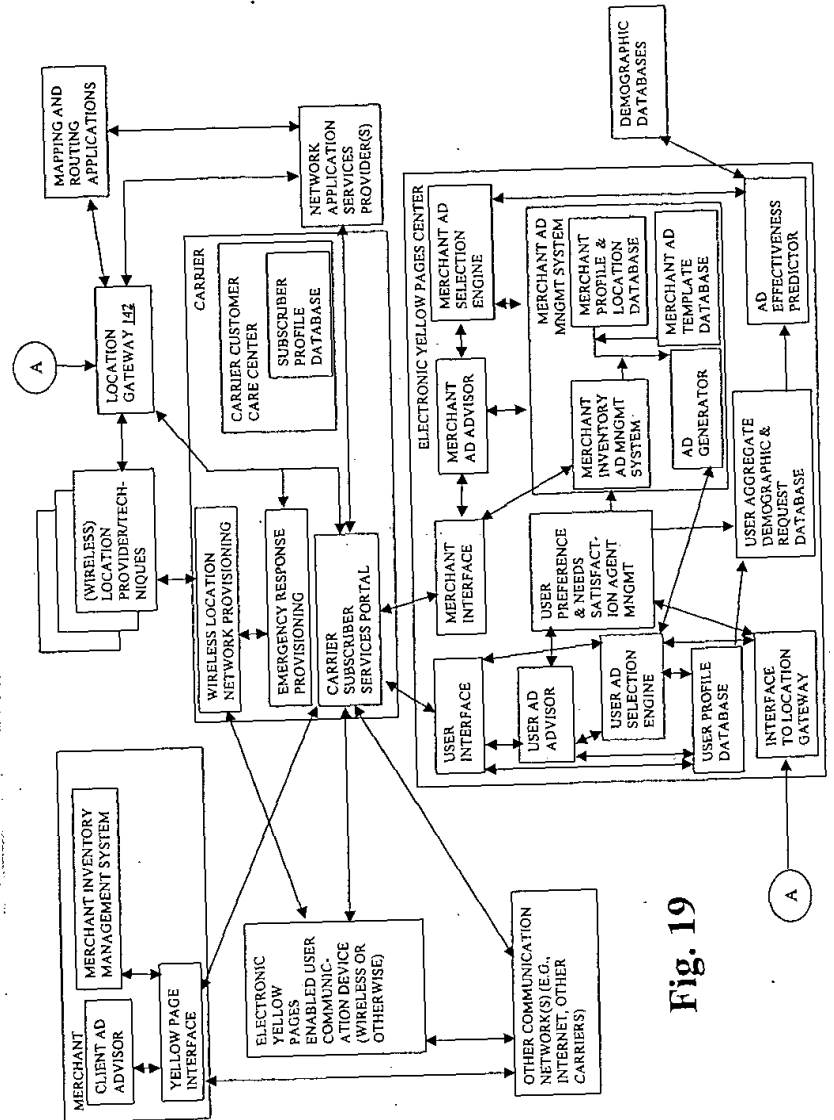 MERCHANT
CLIENT AD
ADVISOR
MERCHANT INVENTORY
MANAGEMENT SYSTEM
YELLOW PAGE
INTERFACE
ELECTRONIC
YELLOW
PAGES
ENABLED USER
COMMUNIC-
ATION DEVICE
(WIRELESS OR
OTHERWISE)
OTHER COMMUNICATION
NETWORK(S) (E.G.,
INTERNET, OTHER
CARRIERS)
(WIRELESS)
LOCATION
PROVIDER/TECH-
NIQUES
A
LOCATION
GATEWAY 142
MAPPING AND
ROUTING
APPLICATIONS
NETWORK
APPLICATION
SERVICES
PROVIDER(S)
CARRIER
WIRELESS LOCATION
NETWORK PROVISIONING
EMERGENCY RESPONSE
PROVISIONING
CARRIER
SUBSCRIBER
SERVICES PORTAL
CARRIER CUSTOMER
CARE CENTER
SUBSCRIBER
PROFILE
DATABASE
ELECTRONIC YELLOW PAGES CENTER
USER
INTERFACE
MERCHANT
INTERFACE
MERCHANT
AD ADVISOR
MERCHANT AD
SELECTION
ENGINE
USER AD
ADVISOR
USER
PREFERENCE
& NEEDS
SATISFACT-
ION AGENT
MNGMT
MERCHANT AD
MNGMT SYSTEM
MERCHANT
INVENTORY
AD MNGMT
SYSTEM
MERCHANT
PROFILE &
LOCATION
DATABASE
USER AD
SELECTION
ENGINE
AD
GENERATOR
MERCHANT AD
TEMPLATE
DATABASE
USER PROFILE
DATABASE
INTERFACE
TO LOCATION
GATEWAY
USER AGGREGATE
DEMOGRAPHIC &
REQUEST
DATABASE
AD
EFFECTIVENESS
PREDICTOR
DEMOGRAPHIC
DATABASES
A
Fig. 19